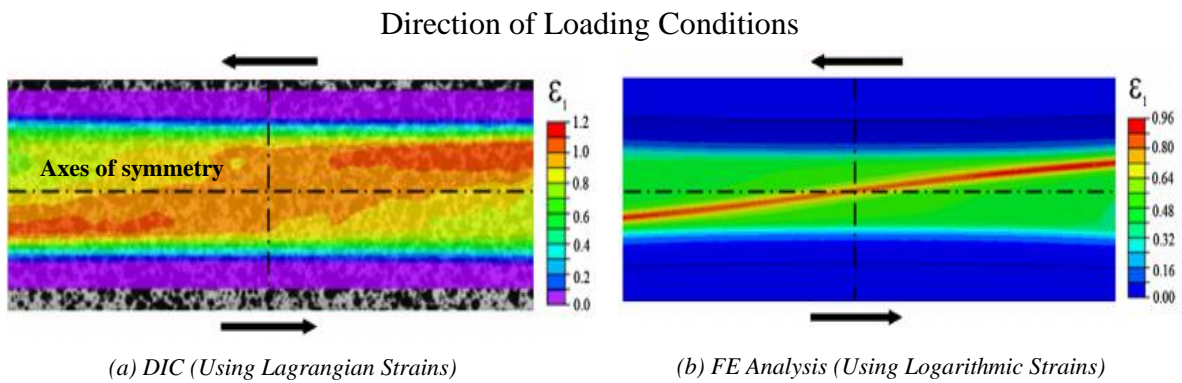 Direction of Loading Conditions
ε₁
1.2
1.0
0.8
0.6
0.4
0.2
0.0
Axes of symmetry
ε₁
0.96
0.80
0.64
0.48
0.32
0.16
0.00
(a) DIC (Using Lagrangian Strains)
(b) FE Analysis (Using Logarithmic Strains)